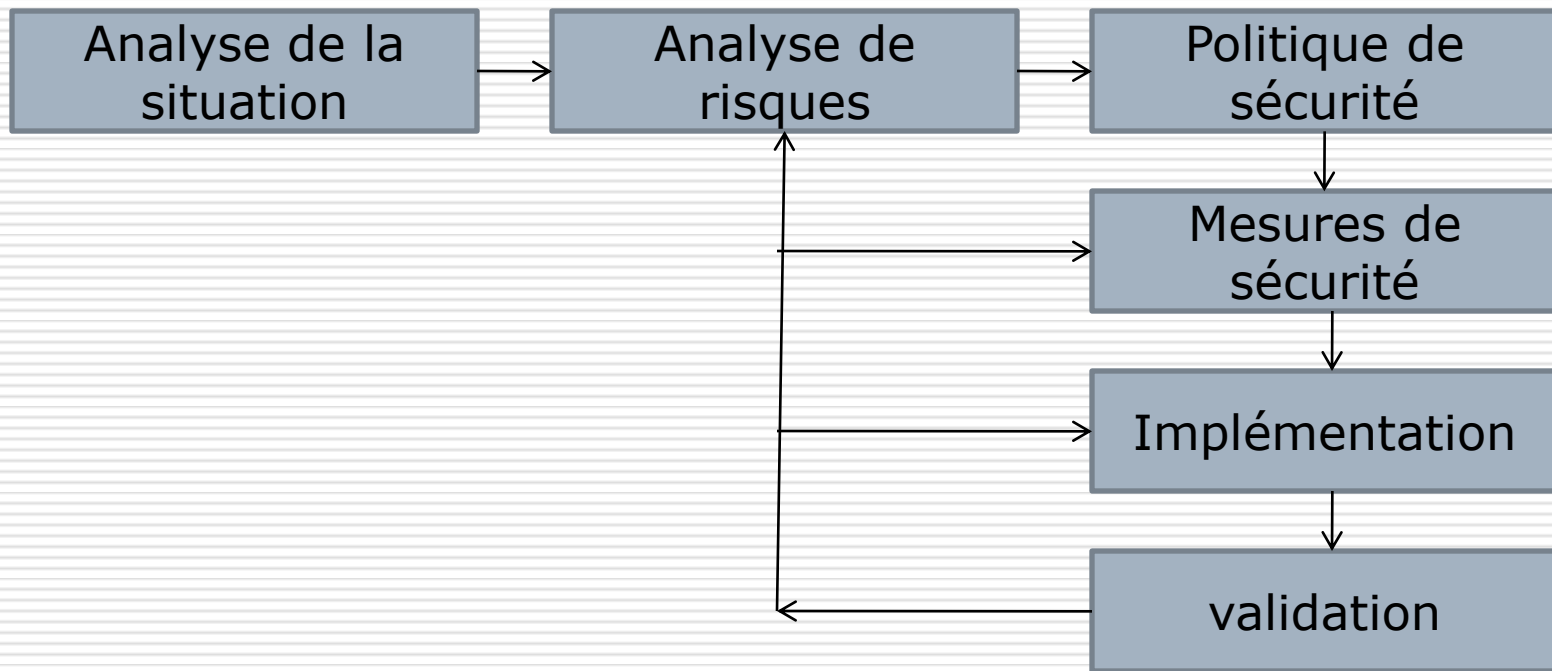 Analyse de la
situation
Analyse de
risques
Politique de
sécurité
Mesures de
sécurité
Implémentation
validation